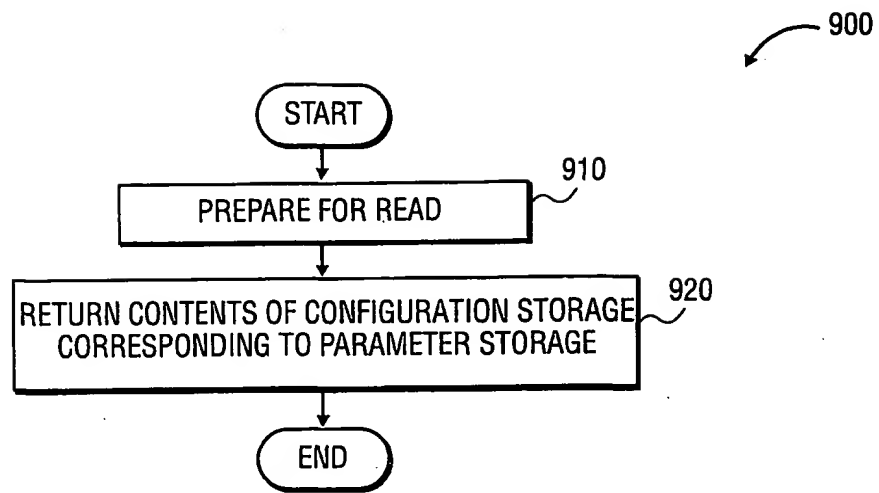 900
START
910
PREPARE FOR READ
920
RETURN CONTENTS OF CONFIGURATION STORAGE
CORRESPONDING TO PARAMETER STORAGE
END